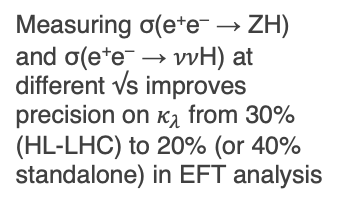 Measuring σ(e⁺e⁻ → ZH)
and σ(e⁺e⁻ → ννH) at
different √s improves
precision on κ_λ from 30%
(HL-LHC) to 20% (or 40%
standalone) in EFT analysis